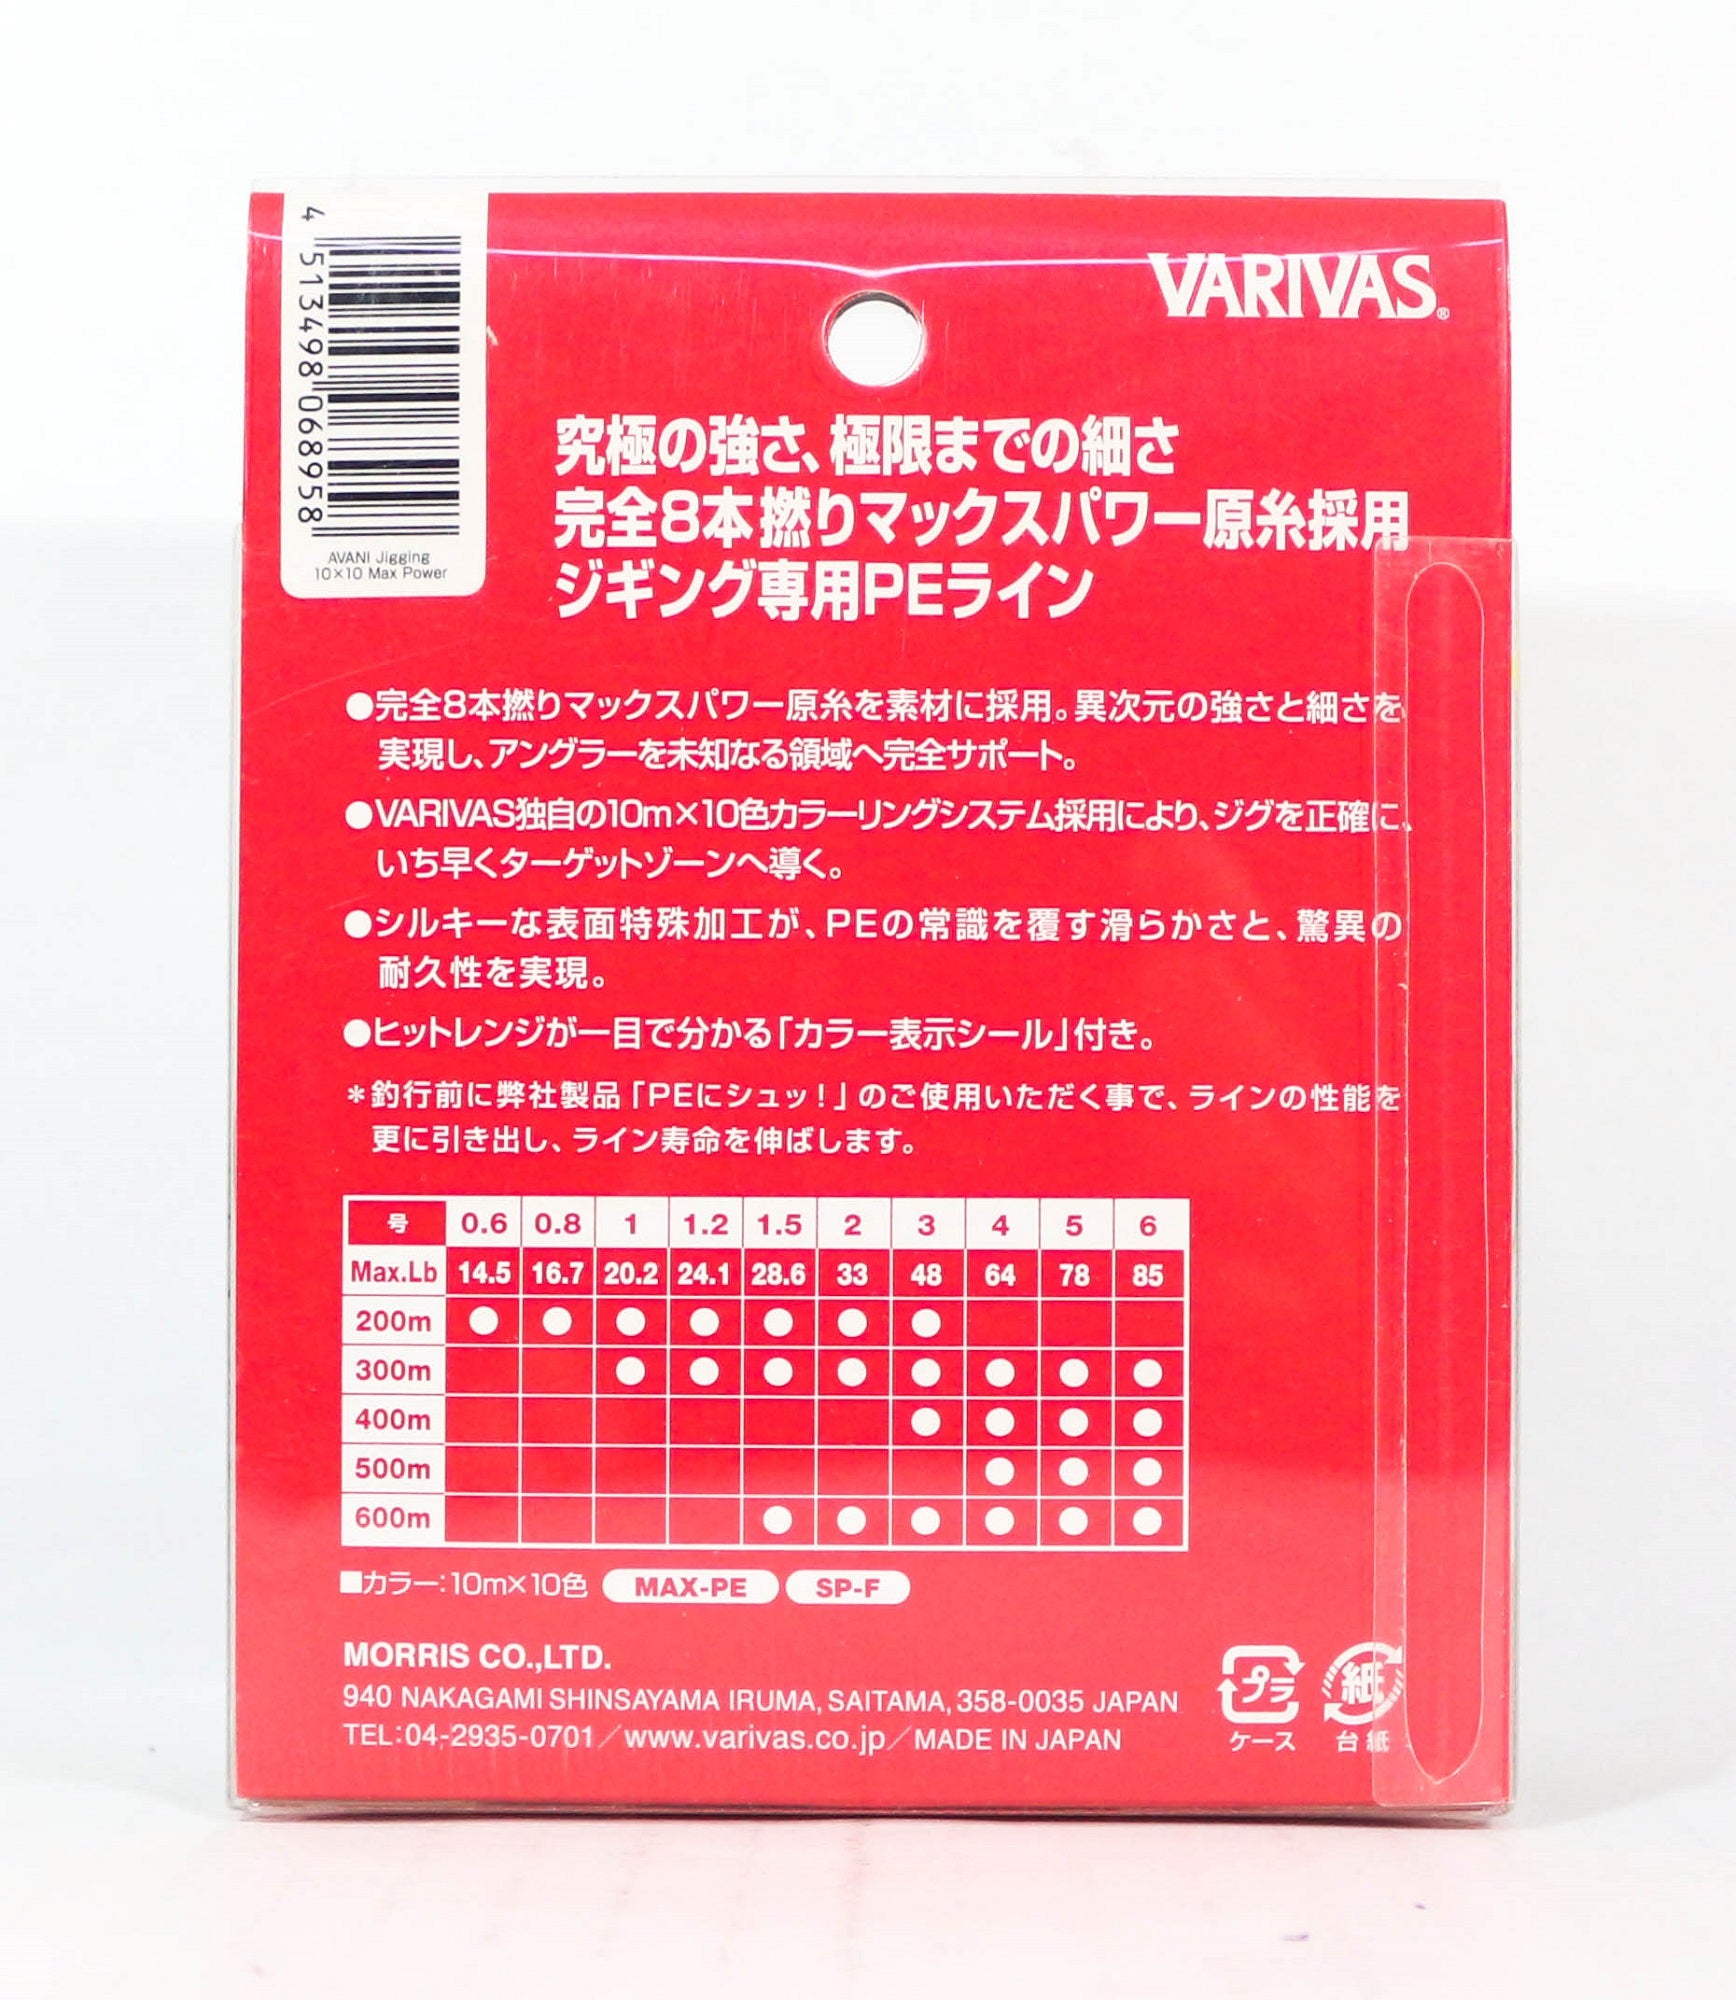 4 513498 068958
AVANI Jigging
10×10 Max Power
VARIVAS®
究極の強さ、極限までの細さ
完全8本撚りマックスパワー原糸採用
ジギング専用PEライン
●完全8本撚りマックスパワー原糸を素材に採用。異次元の強さと細さを
実現し、アングラーを未知なる領域へ完全サポート。
●VARIVAS独自の10m×10色カラーリングシステム採用により、ジグを正確に、
いち早くターゲットゾーンへ導く。
●シルキーな表面特殊加工が、PEの常識を覆す滑らかさと、驚異の
耐久性を実現。
●ヒットレンジが一目で分かる「カラー表示シール」付き。
＊釣行前に弊社製品「PEにシュッ！」のご使用いただく事で、ラインの性能を
更に引き出し、ライン寿命を伸ばします。
号 0.6 0.8 1 1.2 1.5 2 3 4 5 6
Max.Lb 14.5 16.7 20.2 24.1 28.6 33 48 64 78 85
200m ● ● ● ● ● ● ●
300m ● ● ● ● ● ● ● ●
400m ● ● ● ●
500m ● ● ●
600m ● ● ● ● ● ●
■カラー：10m×10色 MAX-PE SP-F
MORRIS CO.,LTD.
940 NAKAGAMI SHINSAYAMA IRUMA, SAITAMA, 358-0035 JAPAN
TEL：04-2935-0701／www.varivas.co.jp／MADE IN JAPAN
プラ 紙
ケース 台紙